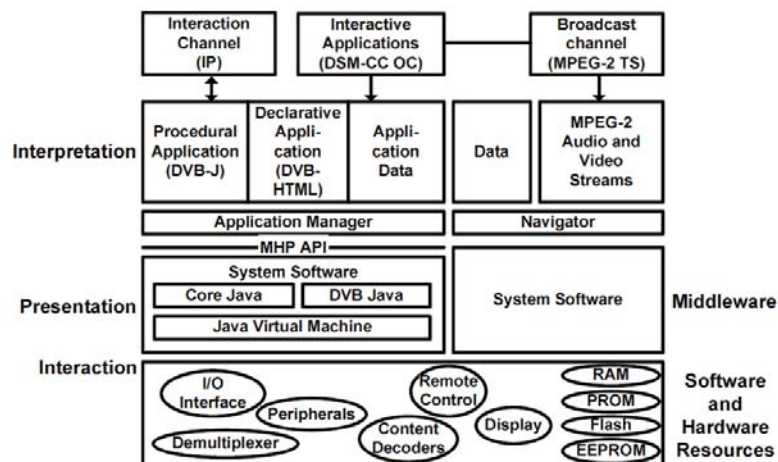 Interaction
Channel
(IP)
Interactive
Applications
(DSM-CC OC)
Broadcast
channel
(MPEG-2 TS)
Interpretation
Procedural
Application
(DVB-J)
Declarative
Appli-
cation
(DVB-
HTML)
Appli-
cation
Data
Data
MPEG-2
Audio and
Video
Streams
Application Manager
Navigator
MHP API
Presentation
System Software
Core Java
DVB Java
Java Virtual Machine
System Software
Middleware
Interaction
I/O
Interface
Peripherals
Demultiplexer
Remote
Control
Content
Decoders
Display
RAM
PROM
Flash
EEPROM
Software
and
Hardware
Resources